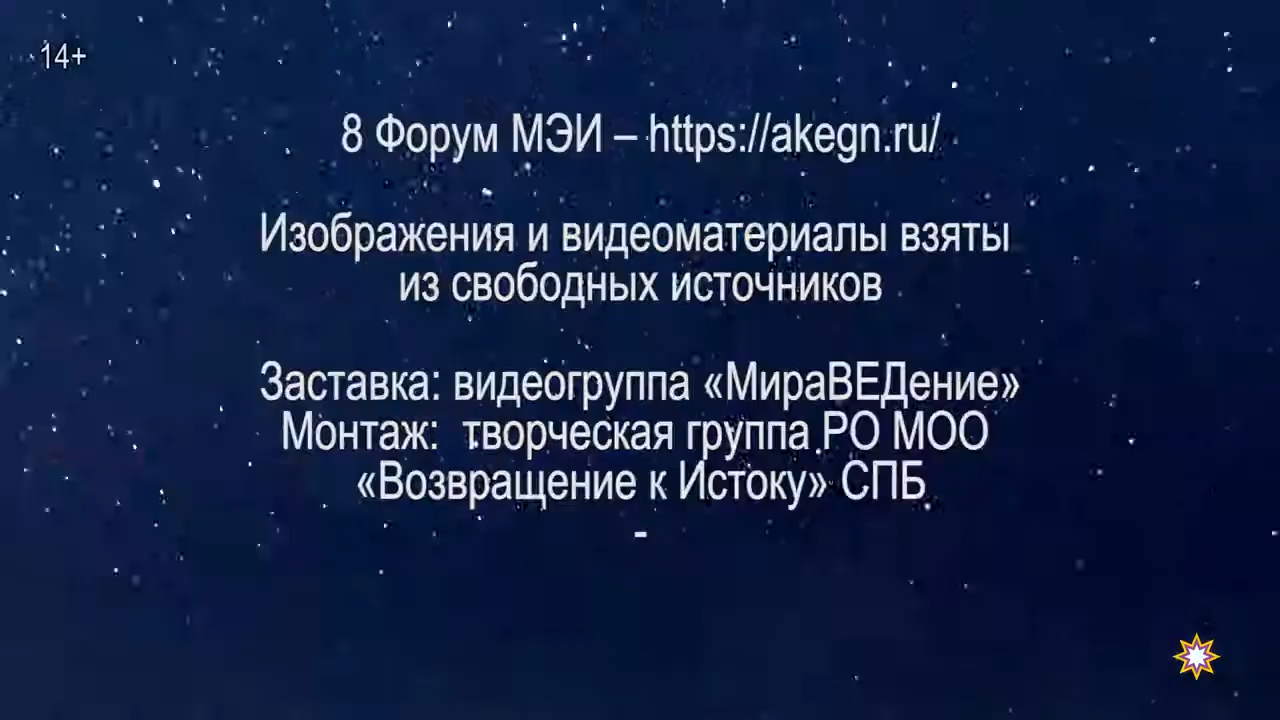 14+
8 Форум МЭИ – https://akegn.ru/
Изображения и видеоматериалы взяты
из свободных источников
Заставка: видеогруппа «МираВЕДение»
Монтаж: творческая группа РО МОО
«Возвращение к Истоку» СПБ
-